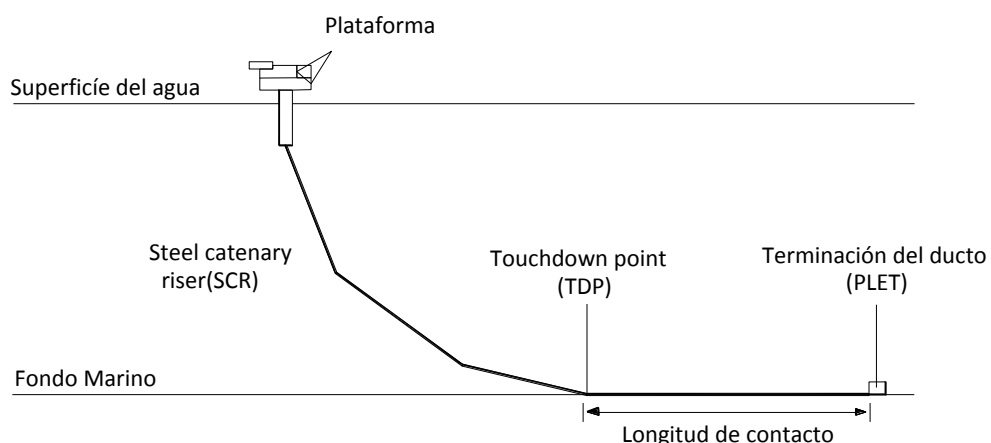 Plataforma
Superficíe del agua
Steel catenary
riser(SCR)
Touchdown point
(TDP)
Terminación del ducto
(PLET)
Fondo Marino
Longitud de contacto